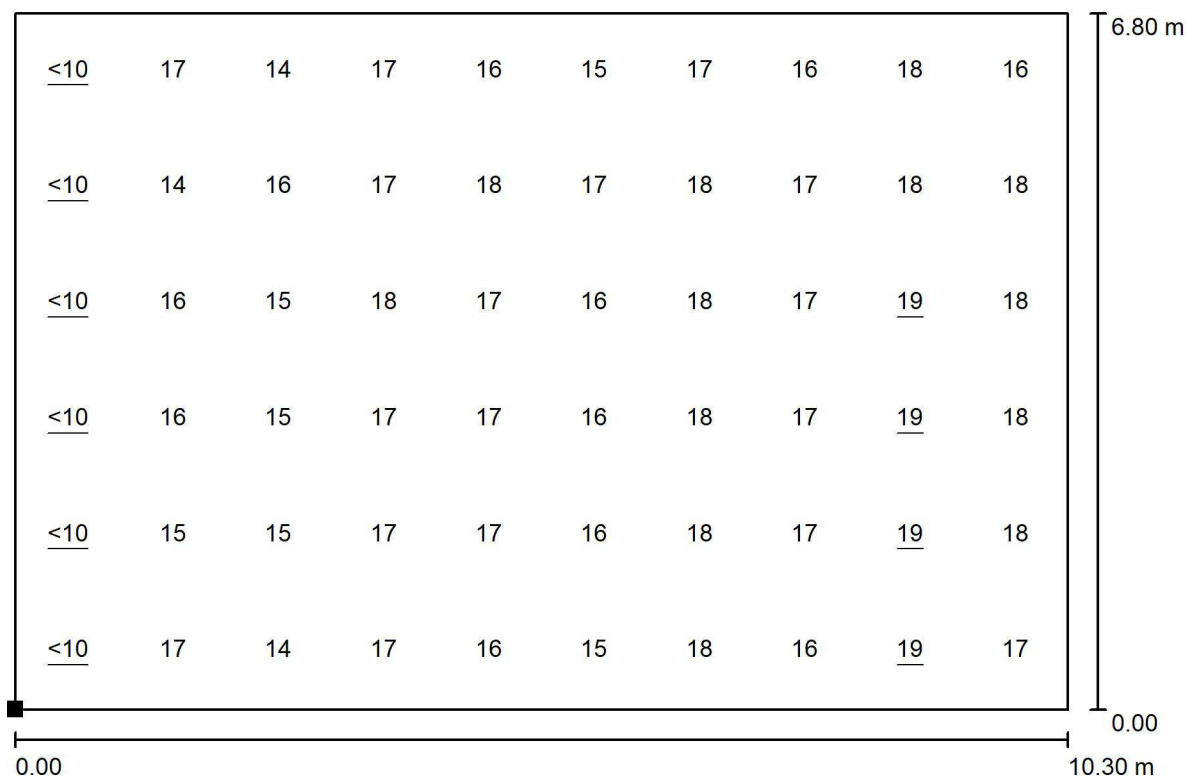 6.80 m
<10 17 14 17 16 15 17 16 18 16
<10 14 16 17 18 17 18 17 18 18
<10 16 15 18 17 16 18 17 19 18
<10 16 15 17 17 16 18 17 19 18
<10 15 15 17 17 16 18 17 19 18
<10 17 14 17 16 15 18 16 19 17
0.00
0.00 10.30 m